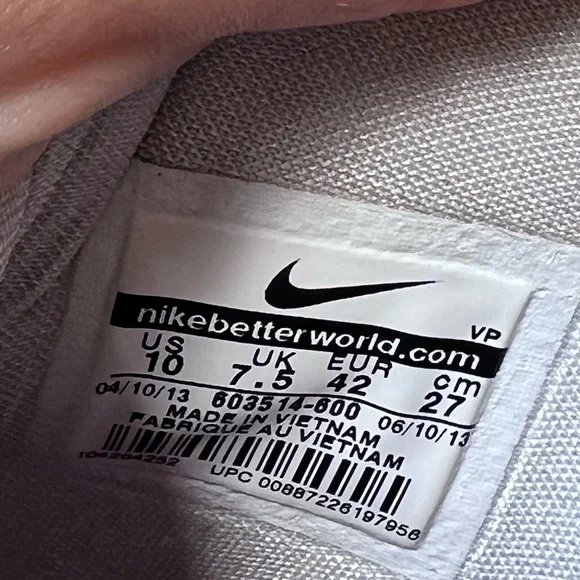 nikebetterworld.com VP
US UK EUR cm
10 7.5 42 27
04/10/13 603514-600 06/10/13
MADE IN VIETNAM
FABRIQUE AU VIETNAM
UPC 00887226197956